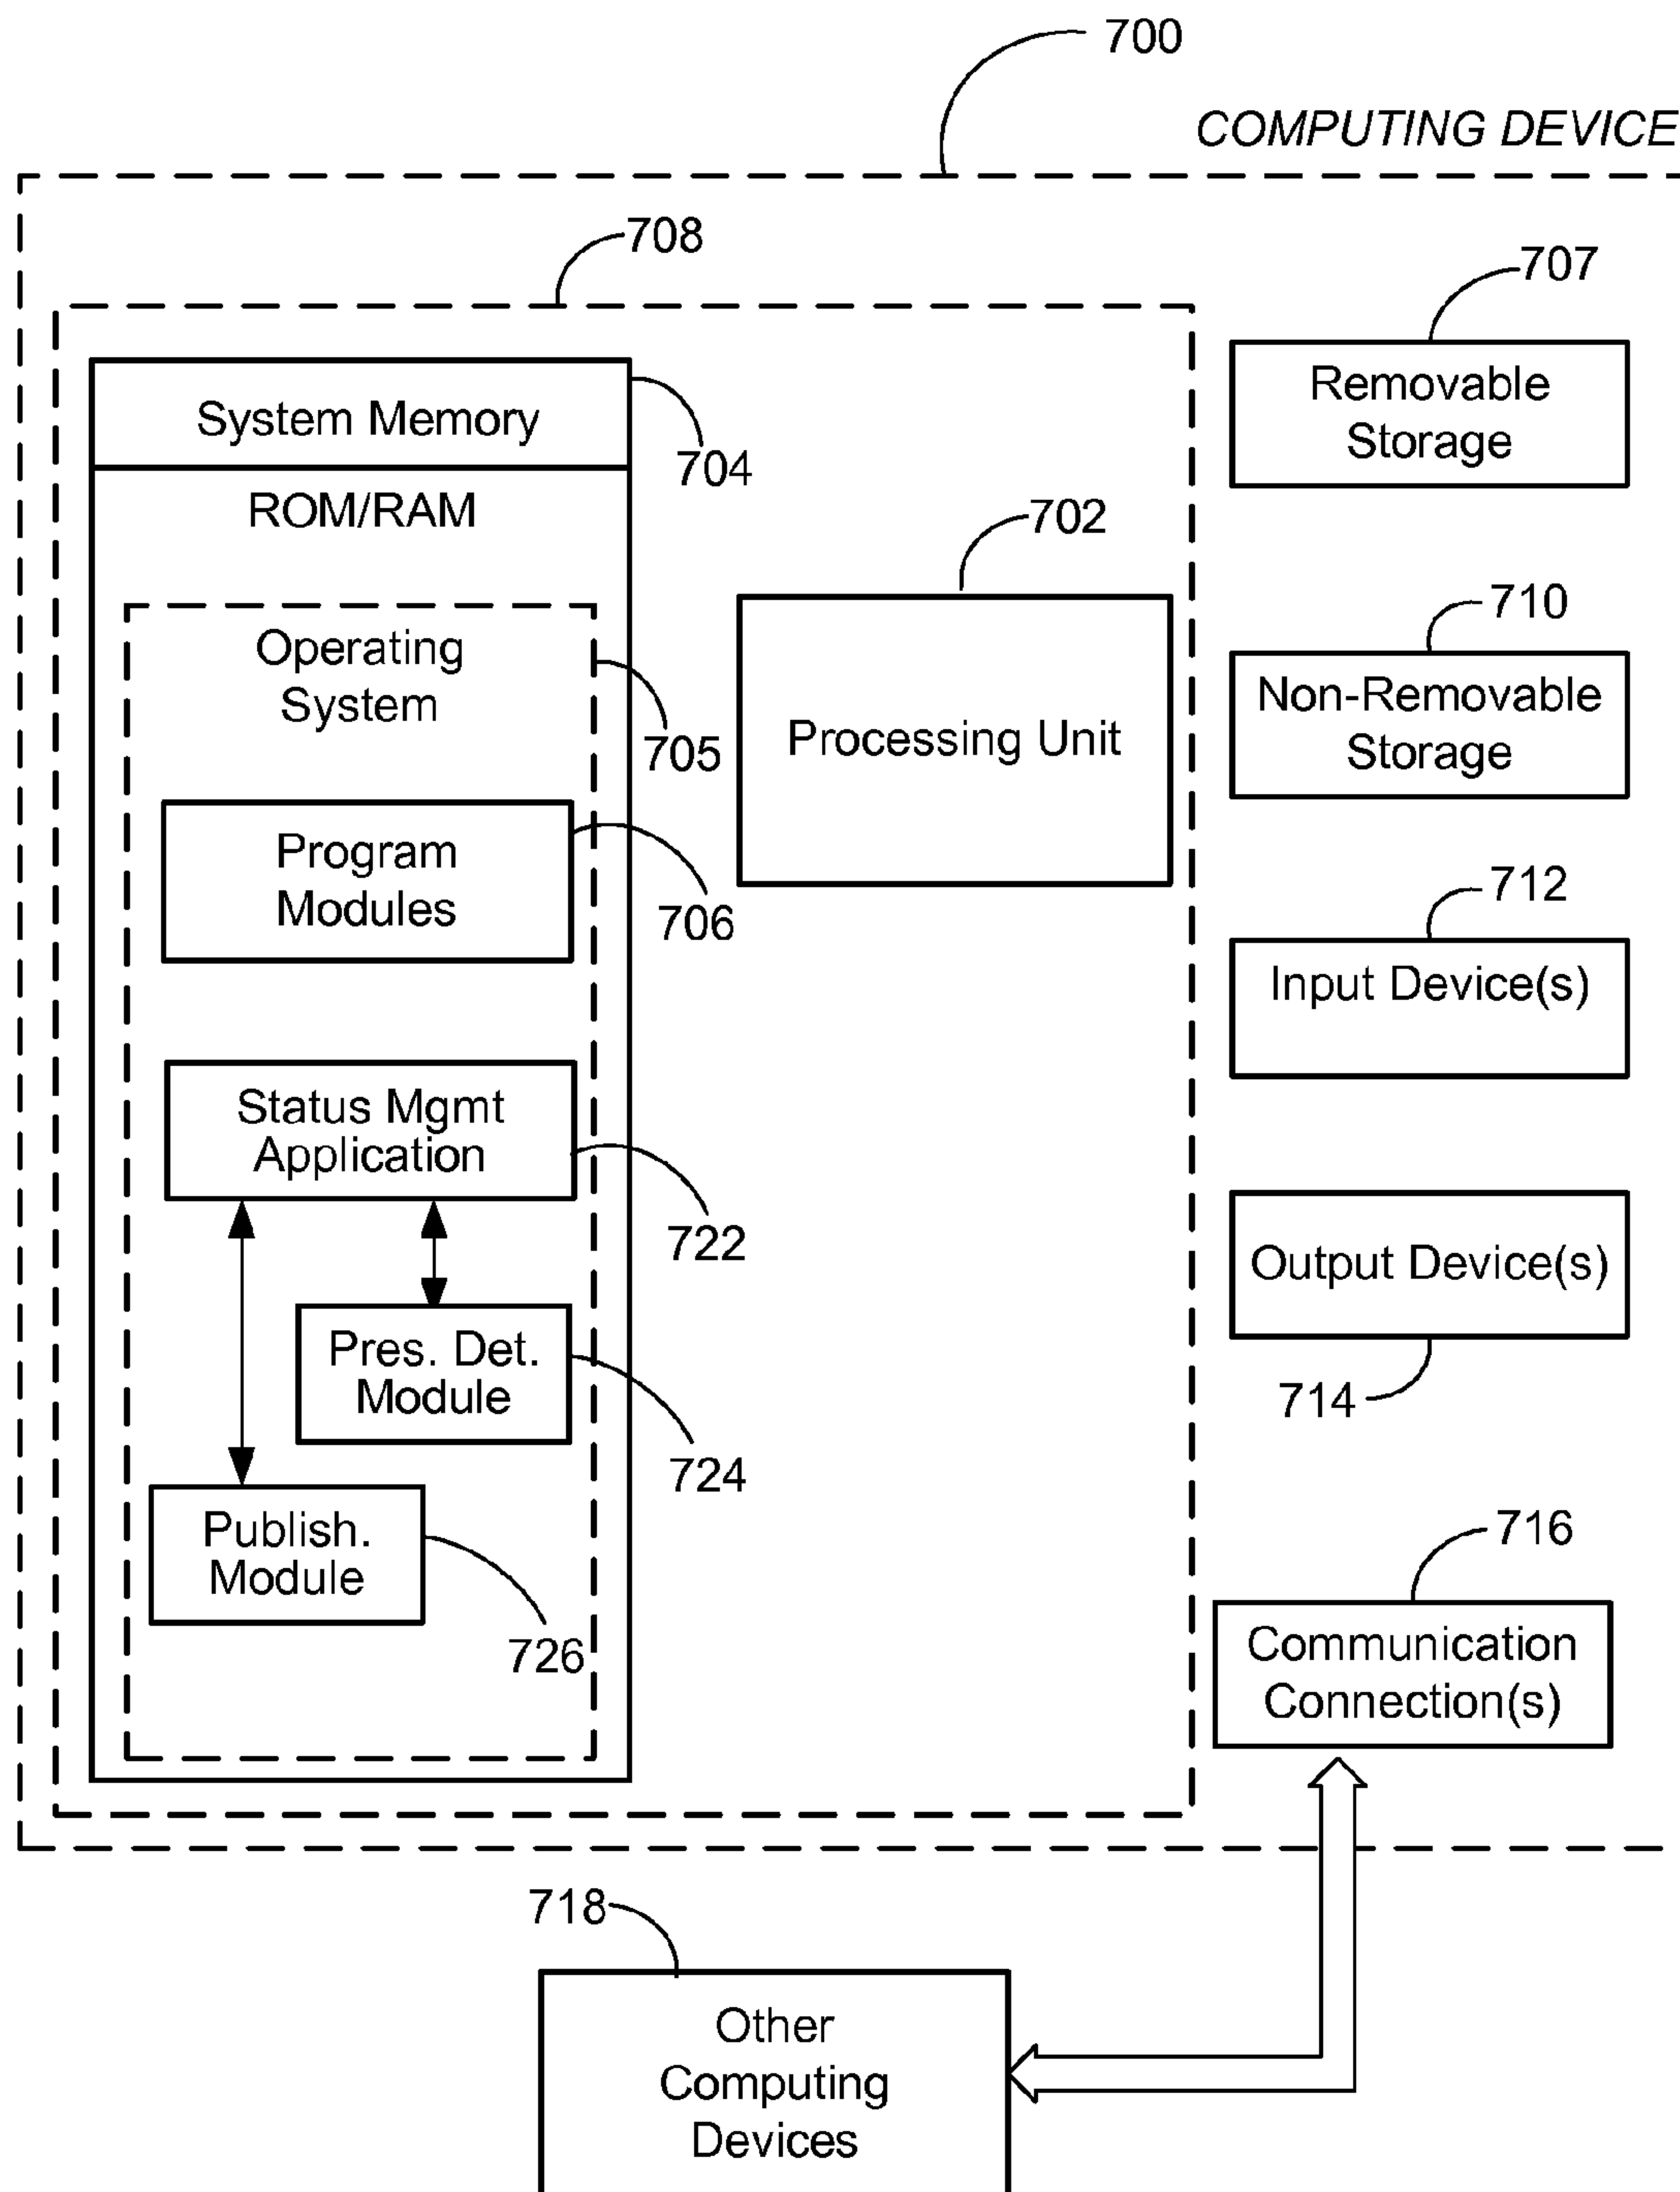 700
COMPUTING DEVICE
708
707
Removable
Storage
System Memory
704
ROM/RAM
702
710
Operating
System
Non-Removable
Storage
705
Processing Unit
Program
Modules
706
712
Input Device(s)
Status Mgmt
Application
722
Output Device(s)
Pres. Det.
Module
714
724
Publish.
Module
716
726
Communication
Connection(s)
718
Other
Computing
Devices